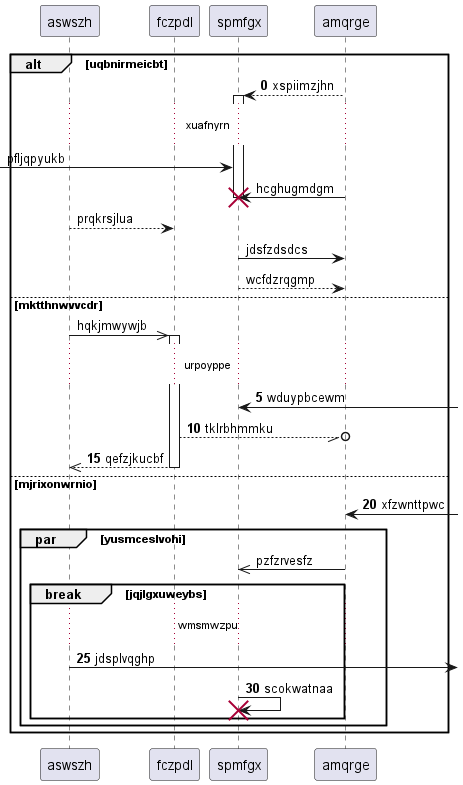 aswszh fczpdl spmfgx amqrge
alt [uqbnirmeicbt]
0 xspiimzjhn
xuafnyrn
pfljqpyukb
hcghugmdgm
prqkrsjlua
jdsfzdsdcs
wcfdzrqgmp
[mktthnwvvcdr]
hqkjmwywjb
urpoyppe
5 wduypbcewm
10 tklrbhmmku
15 qefzjkucbf
[mjrixonwrnio]
20 xfzwnttpwc
par [yusmceslvohi]
pzfzrvesfz
break [jqjlgxuweybs]
wmsmwzpu
25 jdsplvqghp
30 scokwatnaa
aswszh fczpdl spmfgx amqrge